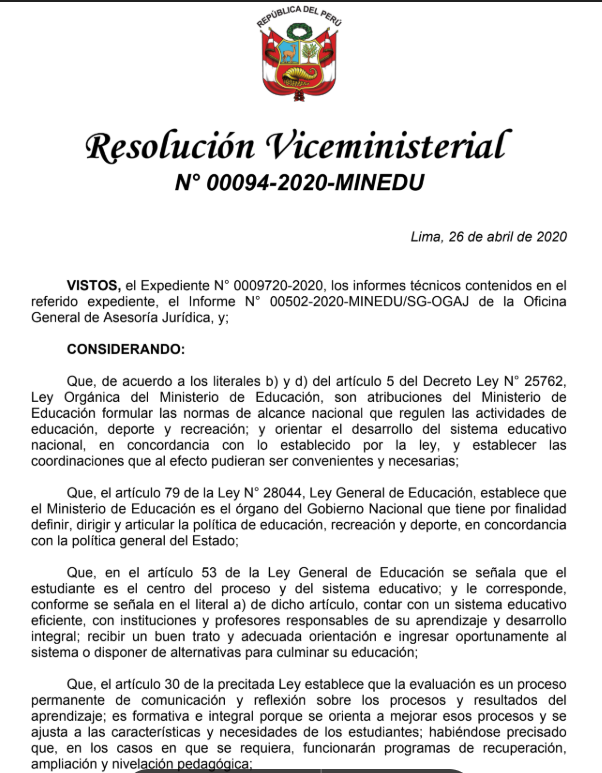 REPÚBLICA DEL PERÚ
Resolución Viceministerial
N° 00094-2020-MINEDU
Lima, 26 de abril de 2020
VISTOS, el Expediente N° 0009720-2020, los informes técnicos contenidos en el
referido expediente, el Informe N° 00502-2020-MINEDU/SG-OGAJ de la Oficina
General de Asesoría Jurídica, y;
CONSIDERANDO:
Que, de acuerdo a los literales b) y d) del artículo 5 del Decreto Ley N° 25762,
Ley Orgánica del Ministerio de Educación, son atribuciones del Ministerio de
Educación formular las normas de alcance nacional que regulen las actividades de
educación, deporte y recreación; y orientar el desarrollo del sistema educativo
nacional, en concordancia con lo establecido por la ley, y establecer las
coordinaciones que al efecto pudieran ser convenientes y necesarias;
Que, el artículo 79 de la Ley N° 28044, Ley General de Educación, establece que
el Ministerio de Educación es el órgano del Gobierno Nacional que tiene por finalidad
definir, dirigir y articular la política de educación, recreación y deporte, en concordancia
con la política general del Estado;
Que, en el artículo 53 de la Ley General de Educación se señala que el
estudiante es el centro del proceso y del sistema educativo; y le corresponde,
conforme se señala en el literal a) de dicho artículo, contar con un sistema educativo
eficiente, con instituciones y profesores responsables de su aprendizaje y desarrollo
integral; recibir un buen trato y adecuada orientación e ingresar oportunamente al
sistema o disponer de alternativas para culminar su educación;
Que, el artículo 30 de la precitada Ley establece que la evaluación es un proceso
permanente de comunicación y reflexión sobre los procesos y resultados del
aprendizaje; es formativa e integral porque se orienta a mejorar esos procesos y se
ajusta a las características y necesidades de los estudiantes; habiéndose precisado
que, en los casos en que se requiera, funcionarán programas de recuperación,
ampliación y nivelación pedagógica;